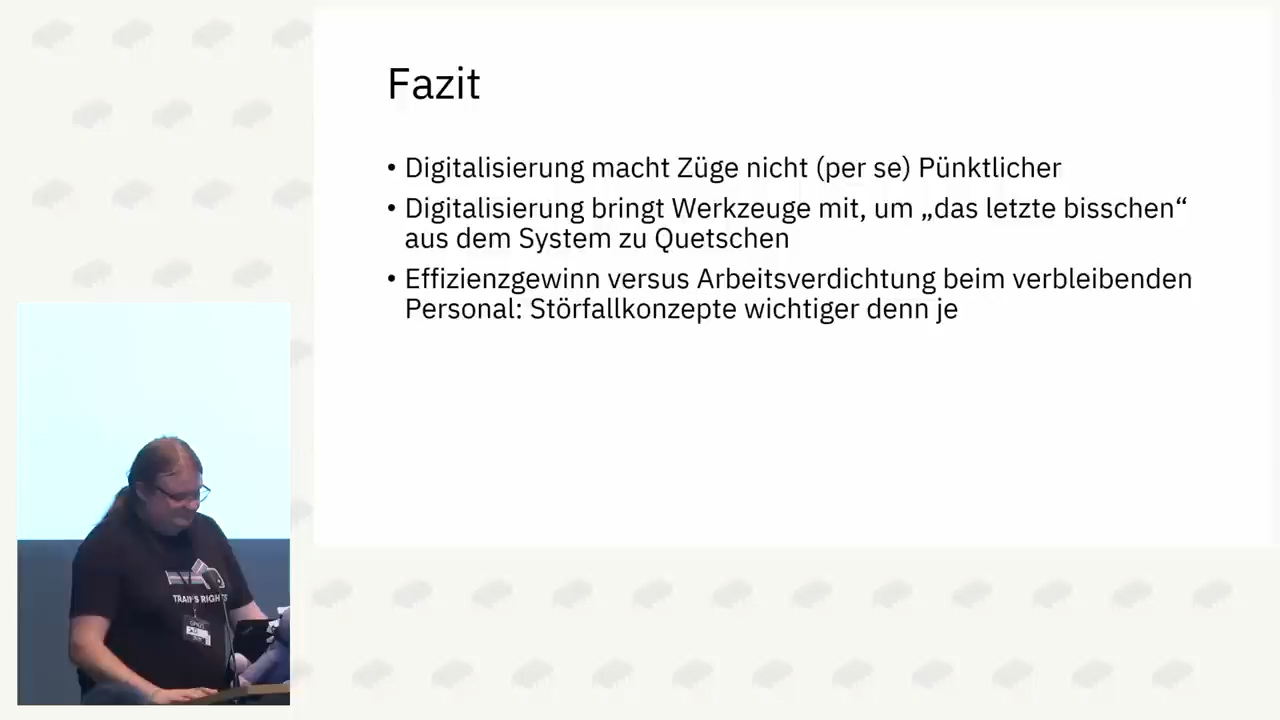 Fazit
• Digitalisierung macht Züge nicht (per se) Pünktlicher
• Digitalisierung bringt Werkzeuge mit, um „das letzte bisschen“
aus dem System zu Quetschen
• Effizienzgewinn versus Arbeitsverdichtung beim verbleibenden
Personal: Störfallkonzepte wichtiger denn je